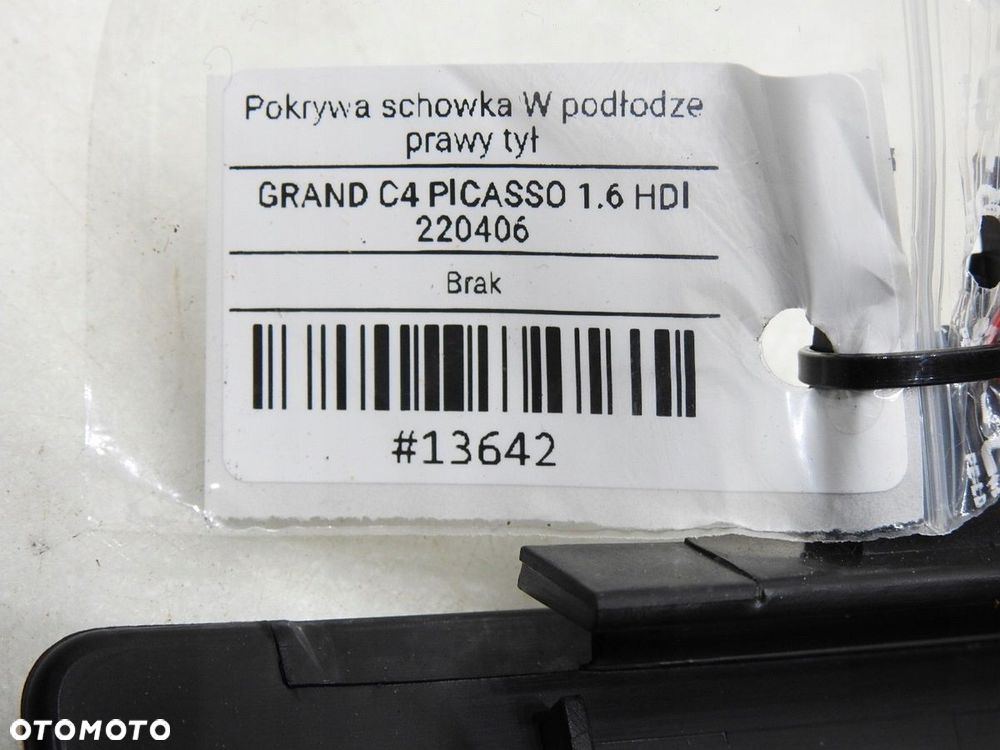 Pokrywa schowka W podłodze
prawy tył
GRAND C4 PICASSO 1.6 HDI
220406
Brak
#13642
OTOMOTO